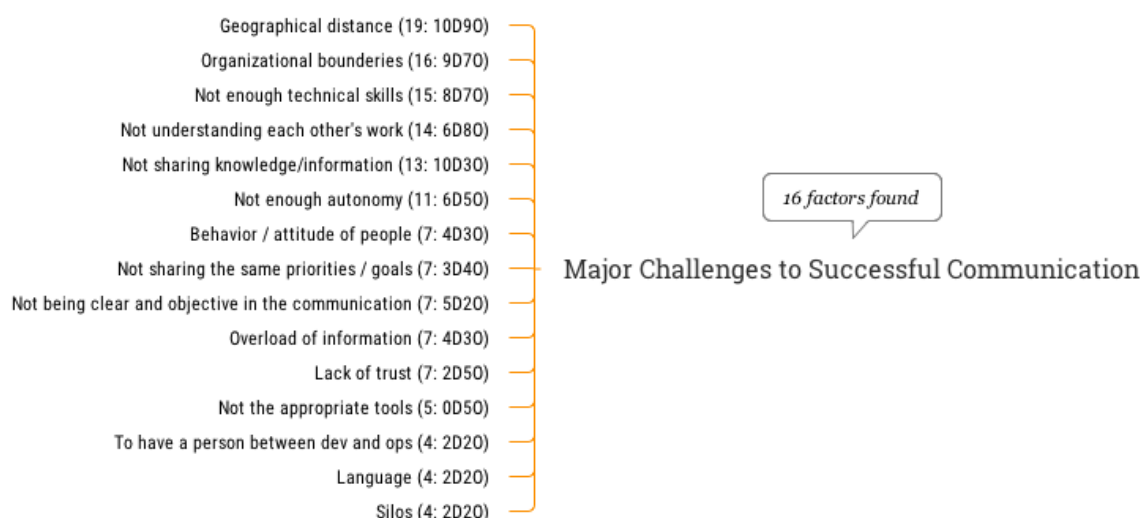 Geographical distance (19: 10D9O)
Organizational bounderies (16: 9D7O)
Not enough technical skills (15: 8D7O)
Not understanding each other's work (14: 6D8O)
Not sharing knowledge/information (13: 10D3O)
Not enough autonomy (11: 6D5O)
Behavior / attitude of people (7: 4D3O)
Not sharing the same priorities / goals (7: 3D4O)
Not being clear and objective in the communication (7: 5D2O)
Overload of information (7: 4D3O)
Lack of trust (7: 2D5O)
Not the appropriate tools (5: 0D5O)
To have a person between dev and ops (4: 2D2O)
Language (4: 2D2O)
Silos (4: 2D2O)
16 factors found
Major Challenges to Successful Communication